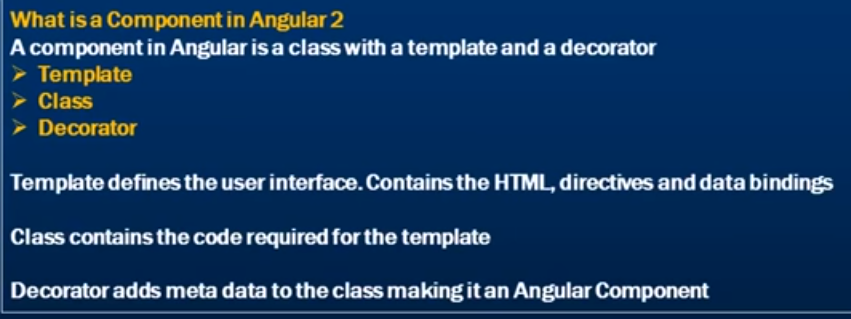 What is a Component in Angular 2
A component in Angular is a class with a template and a decorator
➢ Template
➢ Class
➢ Decorator
Template defines the user interface. Contains the HTML, directives and data bindings
Class contains the code required for the template
Decorator adds meta data to the class making it an Angular Component